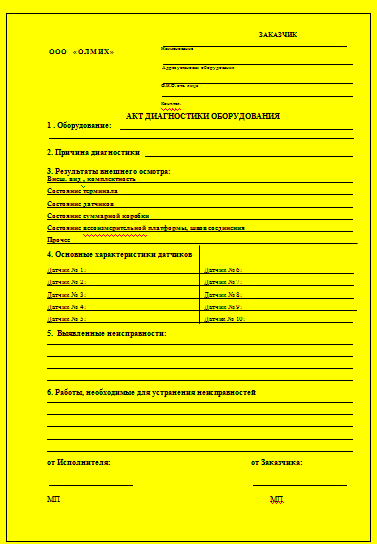 ЗАКАЗЧИК
ООО «ОЛМИХ»
Наименование
Адрес установки оборудования
Ф.И.О. отв. лица
Контакт.
АКТ ДИАГНОСТИКИ ОБОРУДОВАНИЯ
1 . Оборудование:
2. Причина диагностики
3. Результаты внешнего осмотра:
Внеш. вид , комплектность
Состояние терминала
Состояние датчиков
Состояние суммарной коробки
Состояние весоизмерительной платформы, швов соединения
Прочее
4. Основные характеристики датчиков
Датчик № 1: Датчик № 6:
Датчик № 2: Датчик № 7:
Датчик № 3: Датчик № 8:
Датчик № 4: Датчик № 9:
Датчик № 5: Датчик № 10:
5. Выявленные неисправности:
6. Работы, необходимые для устранения неисправностей
от Исполнителя: от Заказчика:
МП МП